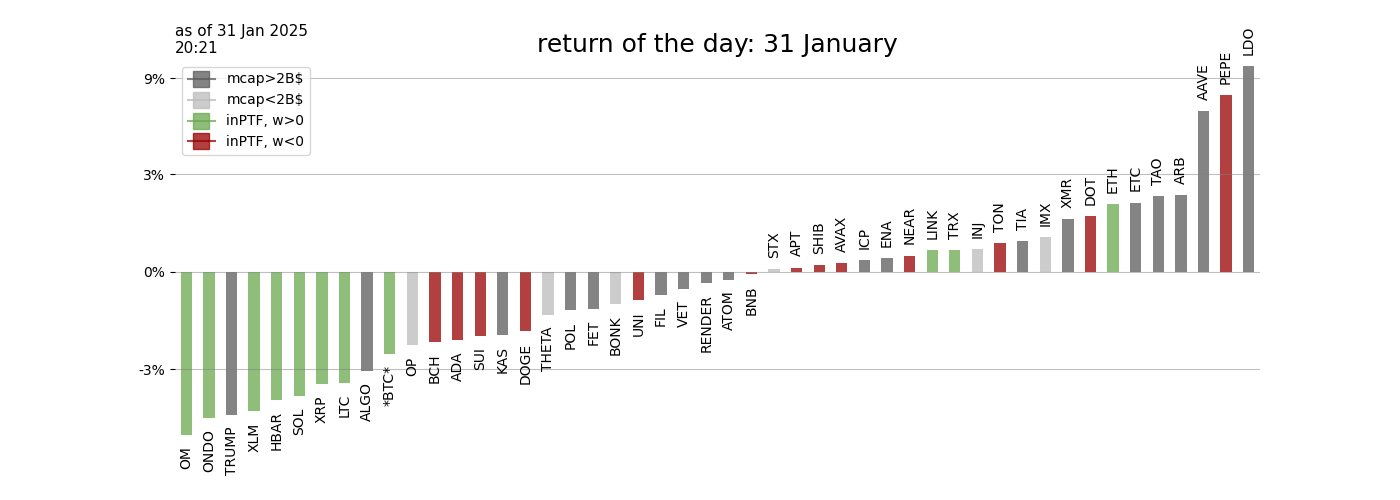 as of 31 Jan 2025
20:21
return of the day: 31 January
mcap>2B$
mcap<2B$
inPTF, w>0
inPTF, w<0
9%
3%
0%
-3%
OM
ONDO
TRUMP
XLM
HBAR
SOL
XRP
LTC
ALGO
*BTC*
OP
BCH
ADA
SUI
KAS
DOGE
THETA
POL
FET
BONK
UNI
FIL
VET
RENDER
ATOM
BNB
STX
APT
SHIB
AVAX
ICP
ENA
NEAR
LINK
TRX
INJ
TON
TIA
IMX
XMR
DOT
ETH
ETC
TAO
ARB
AAVE
PEPE
LDO